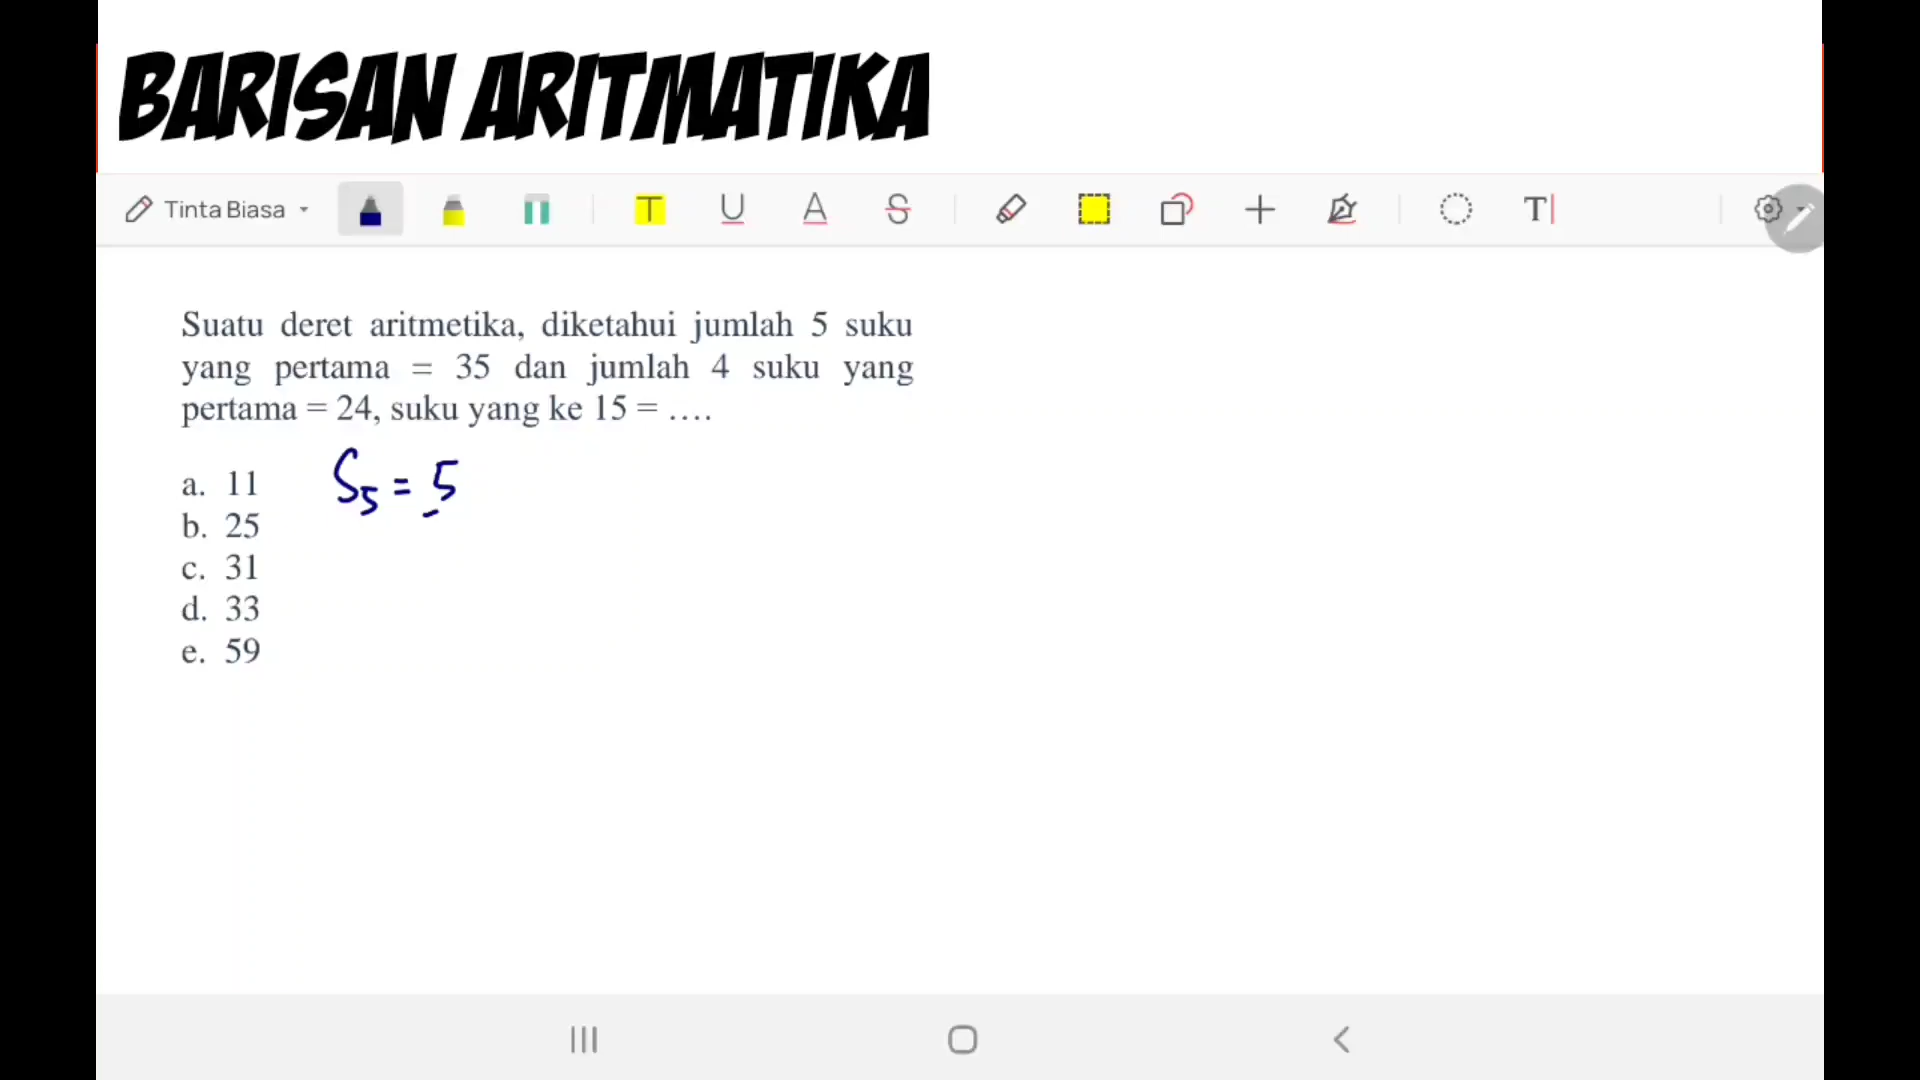 BARISAN ARITMATIKA
Tinta Biasa
Suatu deret aritmetika, diketahui jumlah 5 suku
yang pertama = 35 dan jumlah 4 suku yang
pertama = 24, suku yang ke 15 = ....
a. 11
S5 = 5
b. 25
c. 31
d. 33
e. 59